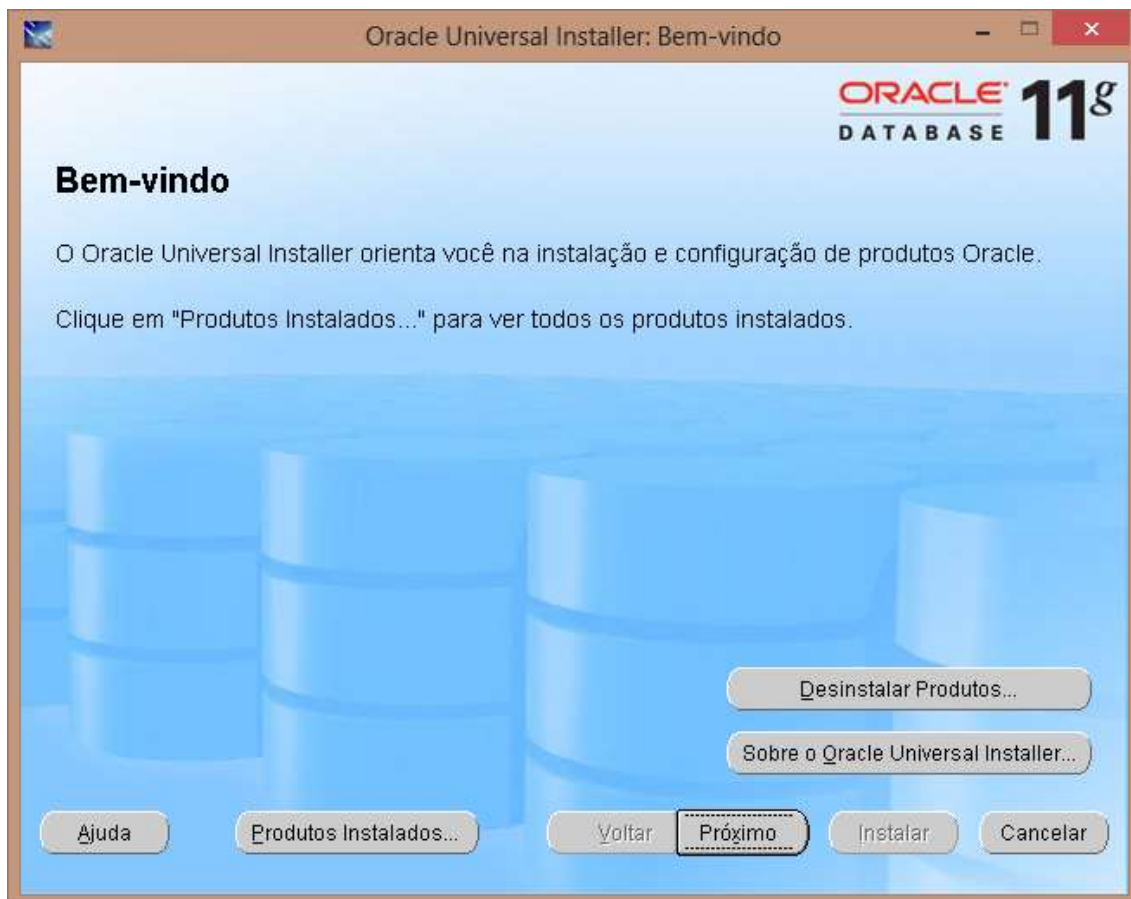 Oracle Universal Installer: Bem-vindo
ORACLE 11g
DATABASE
Bem-vindo
O Oracle Universal Installer orienta você na instalação e configuração de produtos Oracle.
Clique em "Produtos Instalados..." para ver todos os produtos instalados.
Desinstalar Produtos...
Sobre o Oracle Universal Installer...
Ajuda
Produtos Instalados...
Voltar
Próximo
Instalar
Cancelar